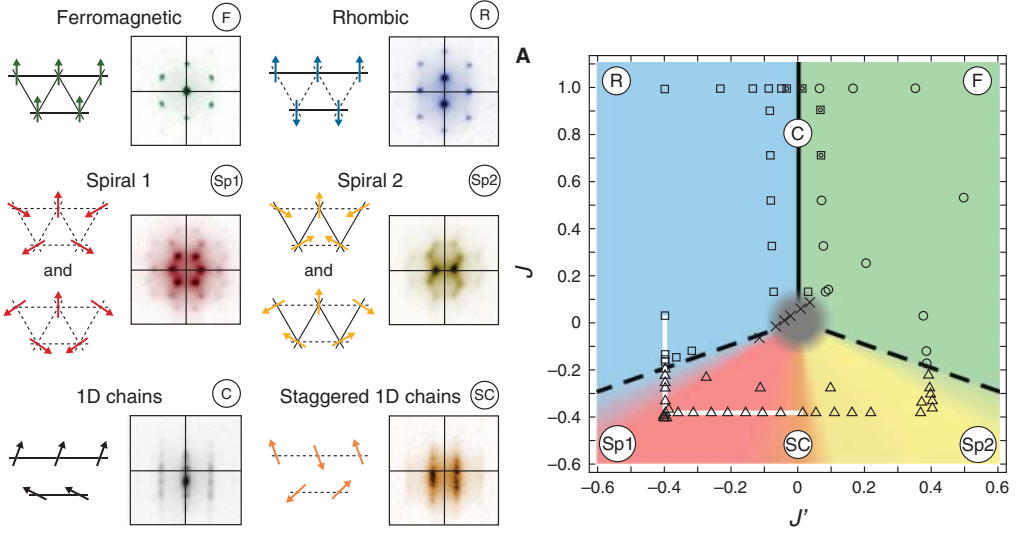 Ferromagnetic F
Rhombic R
Spiral 1 Sp1
and
Spiral 2 Sp2
and
1D chains C
Staggered 1D chains SC
A
R
F
C
Sp1
SC
Sp2
1.0
0.8
0.6
0.4
0.2
0
−0.2
−0.4
−0.6
J
−0.6 −0.4 −0.2 0 0.2 0.4 0.6
J’